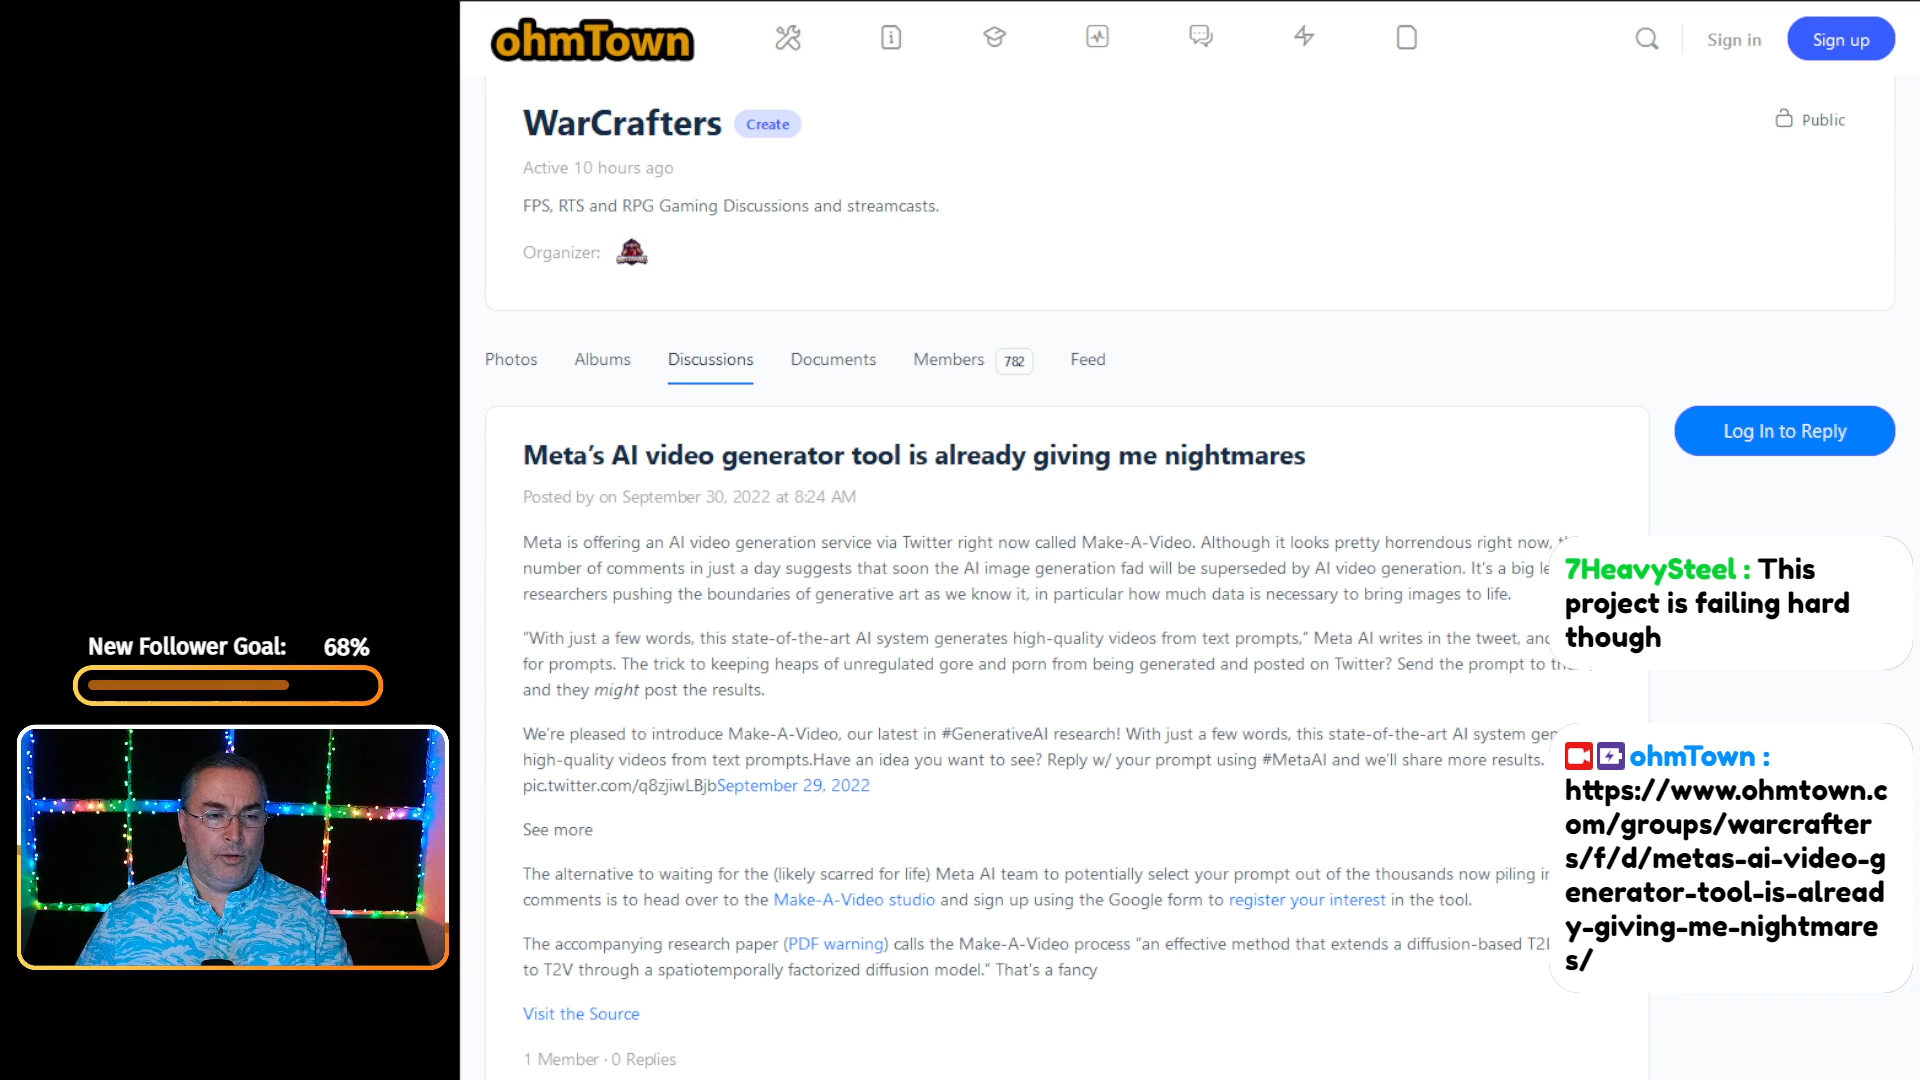 ohmTown
Sign in
Sign up
WarCrafters
Create
Public
Active 10 hours ago
FPS, RTS and RPG Gaming Discussions and streamcasts.
Organizer:
Photos
Albums
Discussions
Documents
Members
782
Feed
Log In to Reply
Meta’s AI video generator tool is already giving me nightmares
Posted by on September 30, 2022 at 8:24 AM
Meta is offering an AI video generation service via Twitter right now called Make-A-Video. Although it looks pretty horrendous right now,
number of comments in just a day suggests that soon the AI image generation fad will be superseded by AI video generation. It’s a big
researchers pushing the boundaries of generative art as we know it, in particular how much data is necessary to bring images to life.
“With just a few words, this state-of-the-art AI system generates high-quality videos from text prompts,” Meta AI writes in the tweet,
for prompts. The trick to keeping heaps of unregulated gore and porn from being generated and posted on Twitter? Send the prompt to
and they might post the results.
We’re pleased to introduce Make-A-Video, our latest in #GenerativeAI research! With just a few words, this state-of-the-art AI system
high-quality videos from text prompts.Have an idea you want to see? Reply w/ your prompt using #MetaAI and we’ll share more results.
pic.twitter.com/q8zjiwLBjbSeptember 29, 2022
See more
The alternative to waiting for the (likely scarred for life) Meta AI team to potentially select your prompt out of the thousands now piling
comments is to head over to the Make-A-Video studio and sign up using the Google form to register your interest in the tool.
The accompanying research paper (PDF warning) calls the Make-A-Video process “an effective method that extends a diffusion-based
to T2V through a spatiotemporally factorized diffusion model.” That’s a fancy
Visit the Source
1 Member · 0 Replies
7HeavySteel : This
project is failing hard
though
ohmTown :
https://www.ohmtown.c
om/groups/warcrafter
s/f/d/metas-ai-video-g
enerator-tool-is-alread
y-giving-me-nightmare
s/
New Follower Goal: 68%